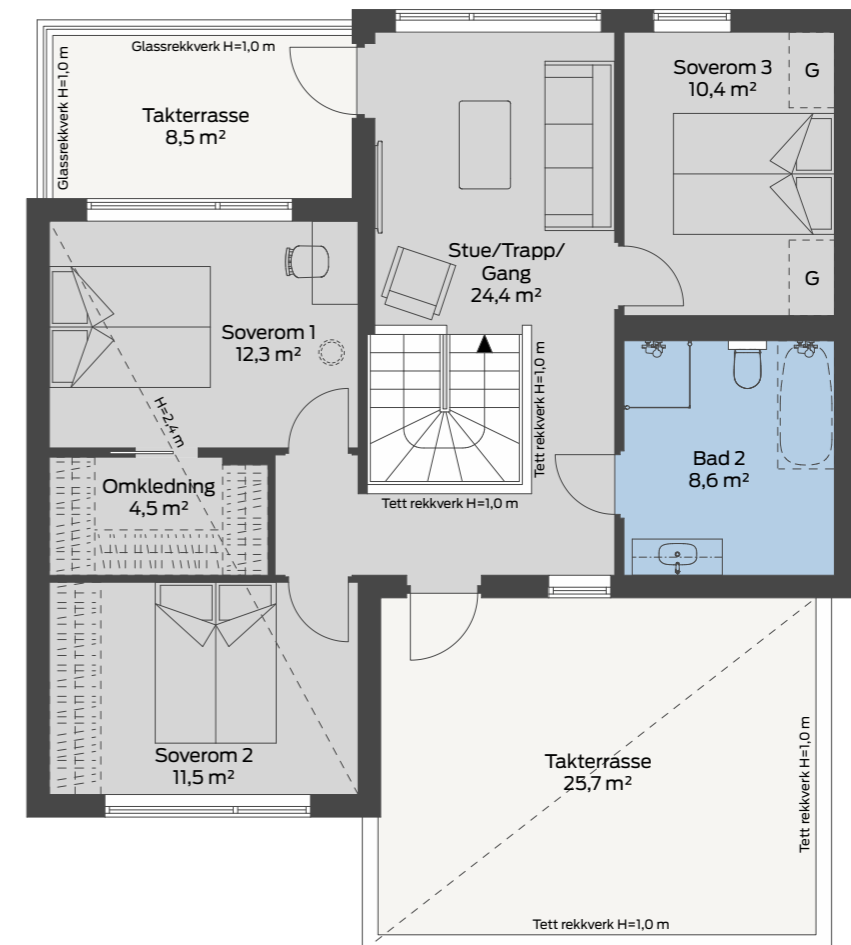 Glassrekkverk H=1,0 m
Glassrekkverk H=1,0 m
Takterrasse
8,5 m²
Soverom 3
10,4 m²
G
G
Stue/Trapp/
Gang
24,4 m²
Soverom 1
12,3 m²
H=2,4 m
Tett rekkverk H=1,0 m
Tett rekkverk H=1,0 m
Omkledning
4,5 m²
Bad 2
8,6 m²
Soverom 2
11,5 m²
Takterrasse
25,7 m²
Tett rekkverk H=1,0 m
Tett rekkverk H=1,0 m